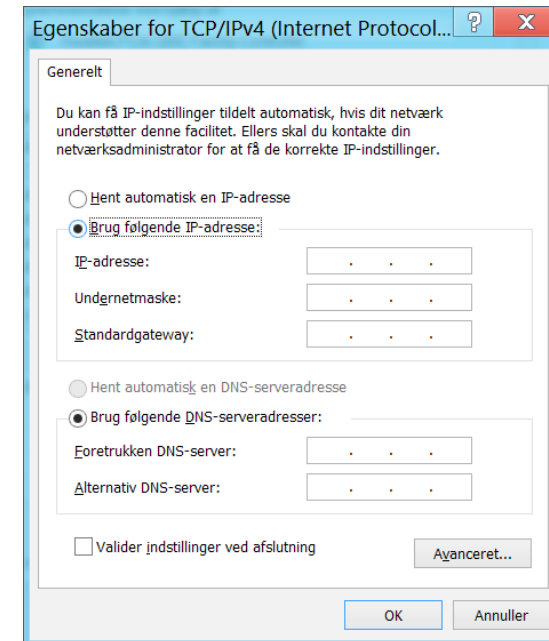 Egenskaber for TCP/IPv4 (Internet Protocol... ? X
Generelt
Du kan få IP-indstillinger tildelt automatisk, hvis dit netværk
understøtter denne facilitet. Ellers skal du kontakte din
netværksadministrator for at få de korrekte IP-indstillinger.
Hent automatisk en IP-adresse
Brug følgende IP-adresse:
IP-adresse: . . .
Undernetmaske: . . .
Standardgateway: . . .
Hent automatisk en DNS-serveradresse
Brug følgende DNS-serveradresser:
Foretrukken DNS-server: . . .
Alternativ DNS-server: . . .
Valider indstillinger ved afslutning
Avanceret...
OK Annuller